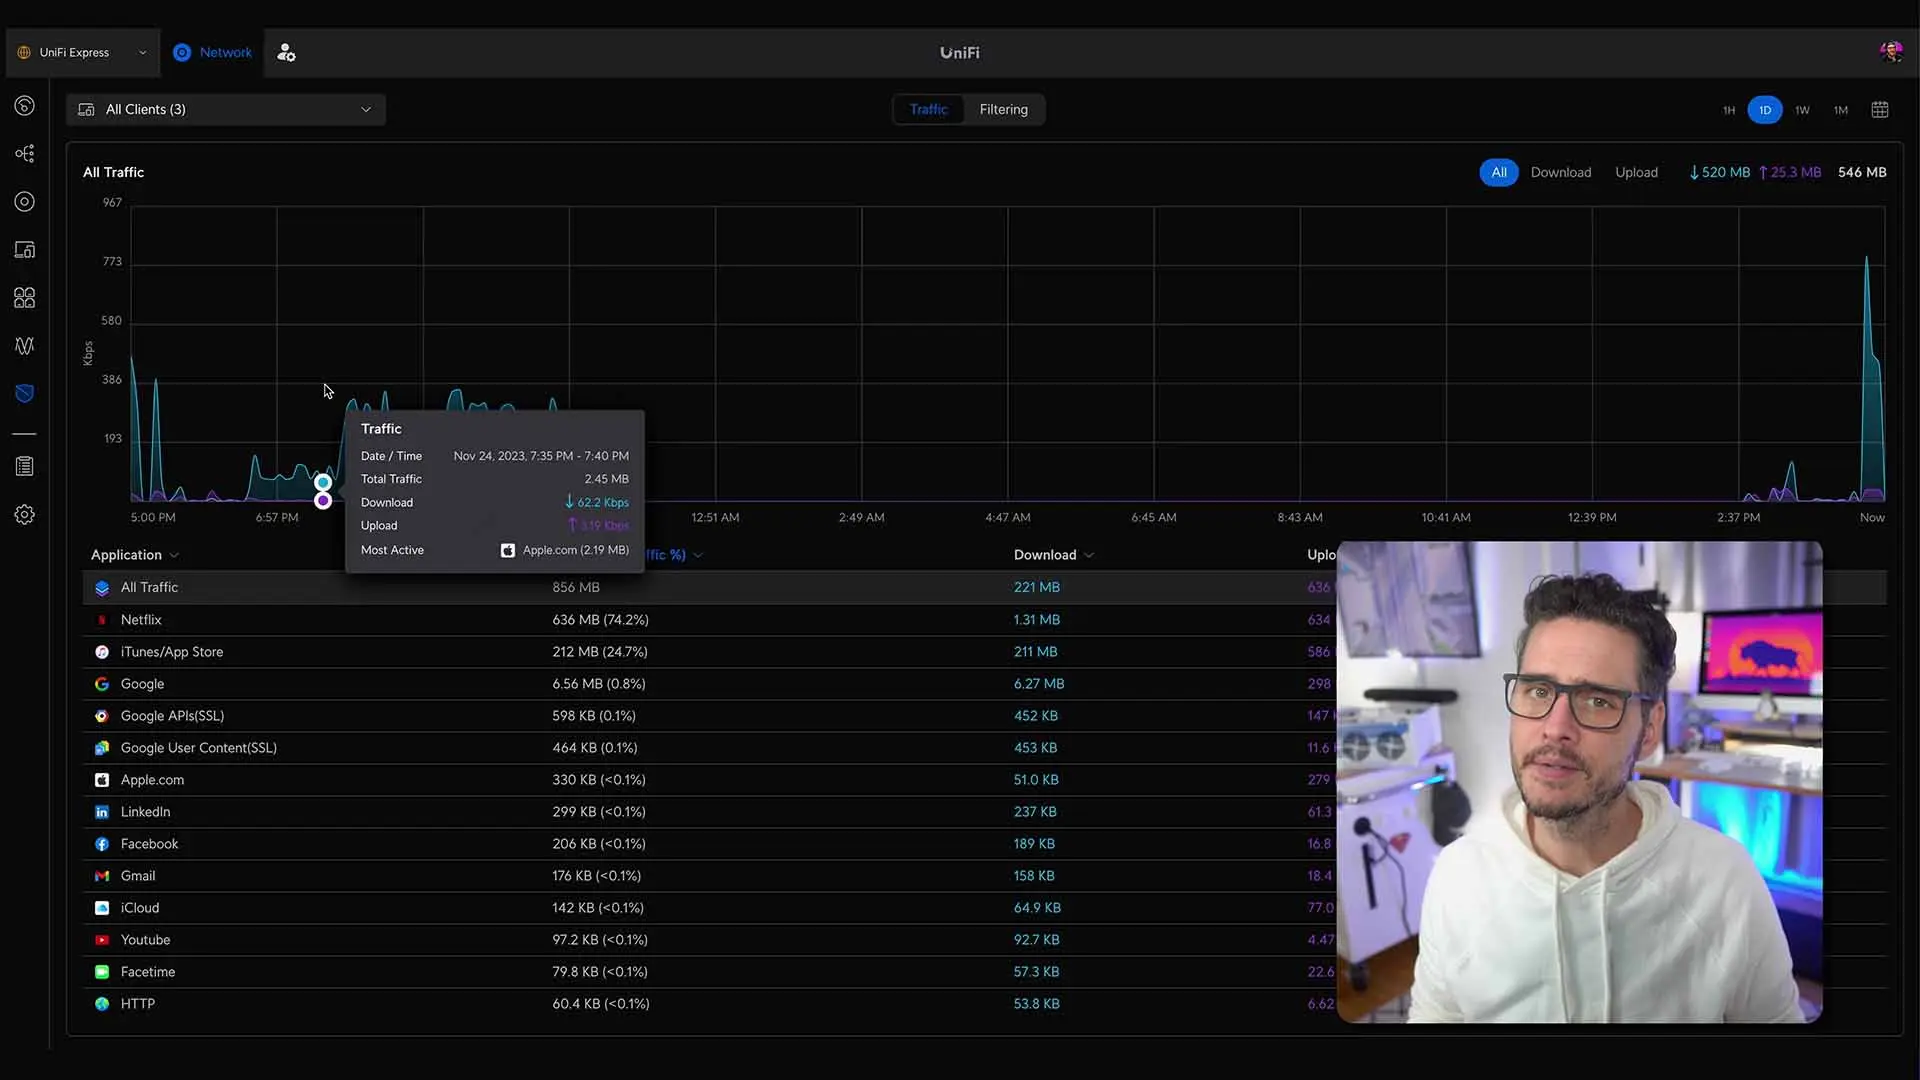 UniFi Express
Network
UniFi
All Clients (3)
Traffic
Filtering
1H
1D
1W
1M
All Traffic
All
Download
Upload
↓520 MB
↑25.3 MB
546 MB
967
773
580
386
193
Kbps
Traffic
Date / Time Nov 24, 2023, 7:35 PM - 7:40 PM
Total Traffic 2.45 MB
Download ↓ 62.2 Kbps
Upload ↑ 3.19 Kbps
Most Active Apple.com (2.19 MB)
5:00 PM
6:57 PM
12:51 AM
2:49 AM
4:47 AM
6:45 AM
8:43 AM
10:41 AM
12:39 PM
2:37 PM
Now
Application
%)
Download
All Traffic 856 MB 221 MB 636
Netflix 636 MB (74.2%) 1.31 MB 634
iTunes/App Store 212 MB (24.7%) 211 MB 586
Google 6.56 MB (0.8%) 6.27 MB 298
Google APIs(SSL) 598 KB (0.1%) 452 KB 147
Google User Content(SSL) 464 KB (0.1%) 453 KB 11.6
Apple.com 330 KB (<0.1%) 51.0 KB 279
LinkedIn 299 KB (<0.1%) 237 KB 61.3
Facebook 206 KB (<0.1%) 189 KB 16.8
Gmail 176 KB (<0.1%) 158 KB 18.4
iCloud 142 KB (<0.1%) 64.9 KB 77.0
Youtube 97.2 KB (<0.1%) 92.7 KB 4.47
Facetime 79.8 KB (<0.1%) 57.3 KB 22.6
HTTP 60.4 KB (<0.1%) 53.8 KB 6.62